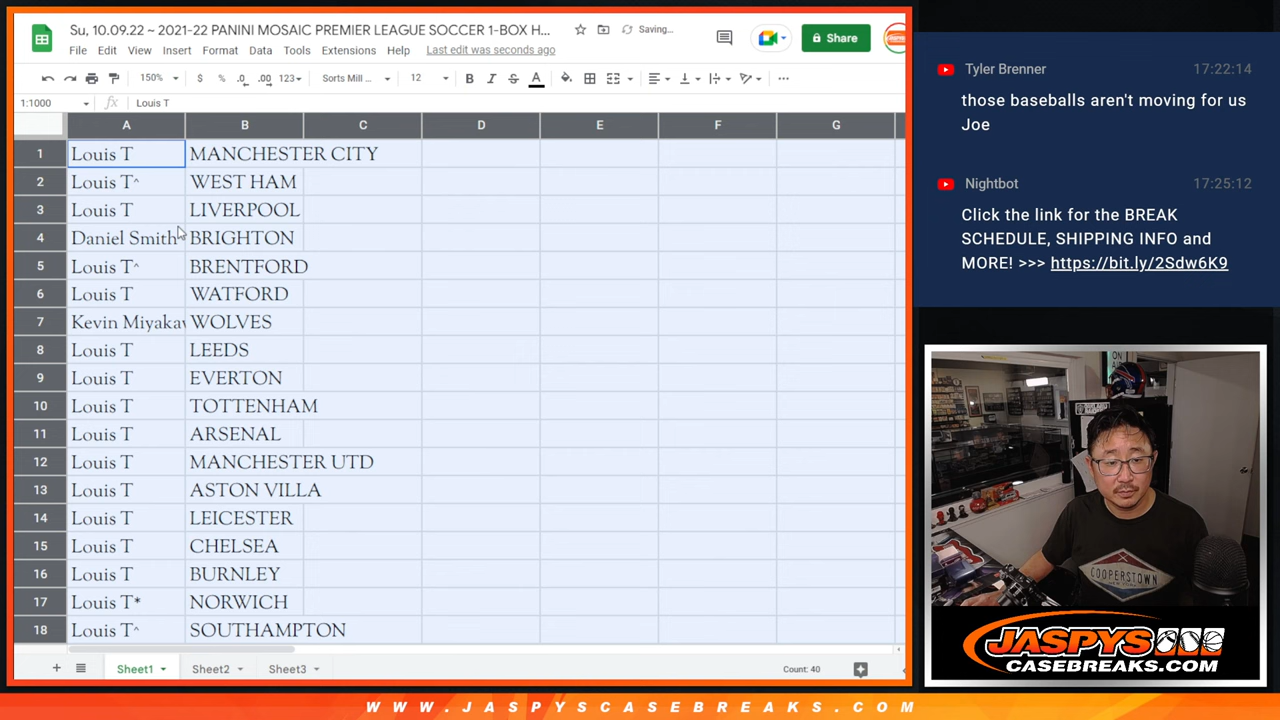 Su, 10.09.22 ~ 2021-22 PANINI MOSAIC PREMIER LEAGUE SOCCER 1-BOX H...
Saving...
Share
File Edit View Insert Format Data Tools Extensions Help Last edit was seconds ago
150% $ % .0 .00 123 Sorts Mill ... 12 B I S A
1:1000 fx Louis T
A B C D E F G
1 Louis T MANCHESTER CITY
2 Louis T^ WEST HAM
3 Louis T LIVERPOOL
4 Daniel Smith BRIGHTON
5 Louis T^ BRENTFORD
6 Louis T WATFORD
7 Kevin Miyakav WOLVES
8 Louis T LEEDS
9 Louis T EVERTON
10 Louis T TOTTENHAM
11 Louis T ARSENAL
12 Louis T MANCHESTER UTD
13 Louis T ASTON VILLA
14 Louis T LEICESTER
15 Louis T CHELSEA
16 Louis T BURNLEY
17 Louis T* NORWICH
18 Louis T^ SOUTHAMPTON
Sheet1 Sheet2 Sheet3 Count: 40
Tyler Brenner 17:22:14
those baseballs aren't moving for us
Joe
Nightbot 17:25:12
Click the link for the BREAK
SCHEDULE, SHIPPING INFO and
MORE! >>> https://bit.ly/2Sdw6K9
ON
COOPERSTOWN
JASPYS
CASEBREAKS.COM
WWW.JASPYSCASEBREAKS.COM